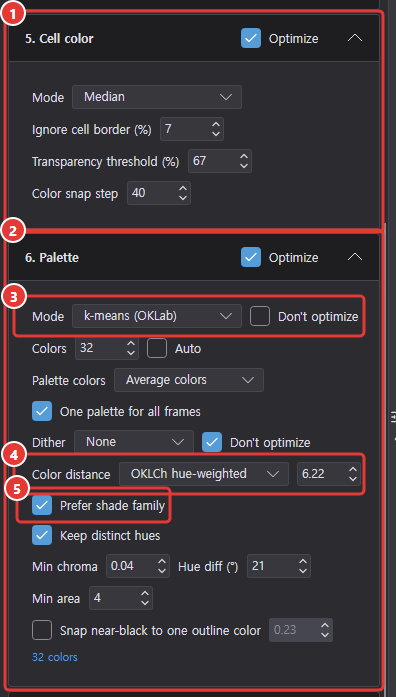 1
5. Cell color Optimize
Mode Median
Ignore cell border (%) 7
Transparency threshold (%) 67
Color snap step 40
2
6. Palette Optimize
3
Mode k-means (OKLab) Don't optimize
Colors 32 Auto
Palette colors Average colors
One palette for all frames
Dither None Don't optimize
4
Color distance OKLCh hue-weighted 6.22
5
Prefer shade family
Keep distinct hues
Min chroma 0.04 Hue diff (°) 21
Min area 4
Snap near-black to one outline color 0.23
32 colors